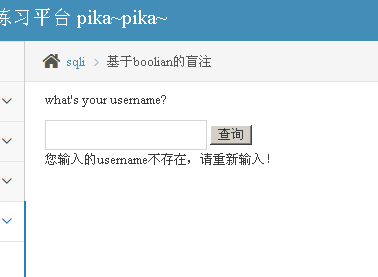 练习平台 pika~pika~
sqli > 基于boolian的盲注
what's your username?
查询
您输入的username不存在，请重新输入！